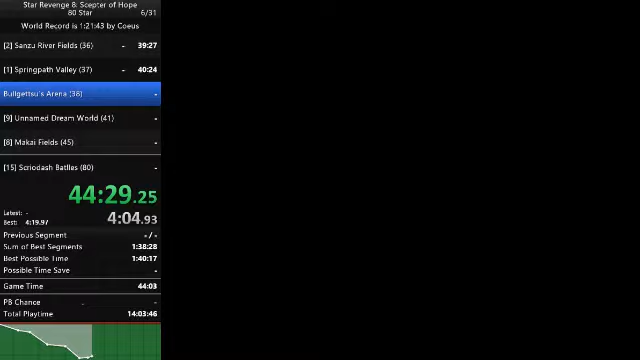 Star Revenge 8: Scepter of Hope
80 Star 6/31
World Record is 1:21:43 by Coeus
[2] Sanzu River Fields (36) - 39:27
[1] Springpath Valley (37) - 40:24
Bullgettsu's Arena (38) -
[9] Unnamed Dream World (41) -
[8] Makai Fields (45) -
[15] Scriodash Batlles (80) -
44:29.25
Latest: -
Best: 4:19.97 4:04.93
Previous Segment - / -
Sum of Best Segments 1:38:28
Best Possible Time 1:40:17
Possible Time Save -
Game Time 44:03
PB Chance -
Total Playtime 14:03:46